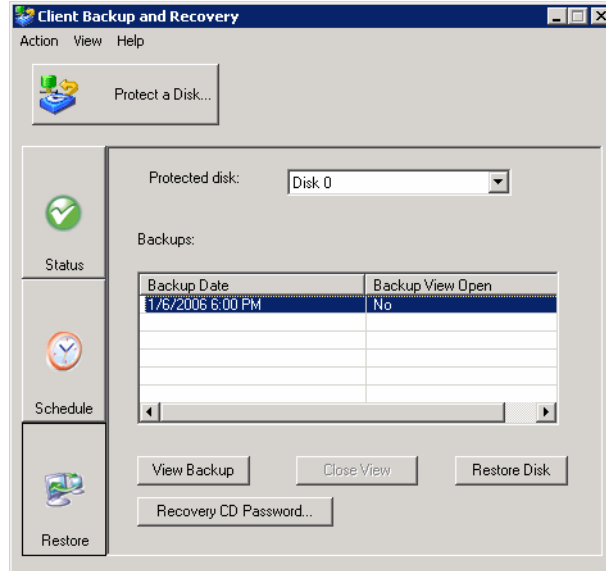 Client Backup and Recovery
Action View Help
Protect a Disk...
Protected disk: Disk 0
Backups:
Status
Backup Date Backup View Open
1/6/2006 6:00 PM No
Schedule
View Backup Close View Restore Disk
Recovery CD Password...
Restore